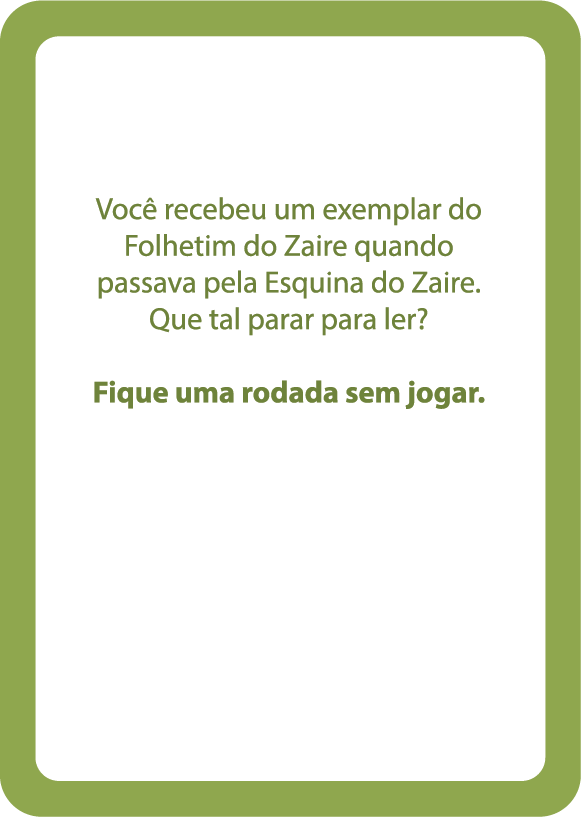 Você recebeu um exemplar do
Folhetim do Zaire quando
passava pela Esquina do Zaire.
Que tal parar para ler?
Fique uma rodada sem jogar.